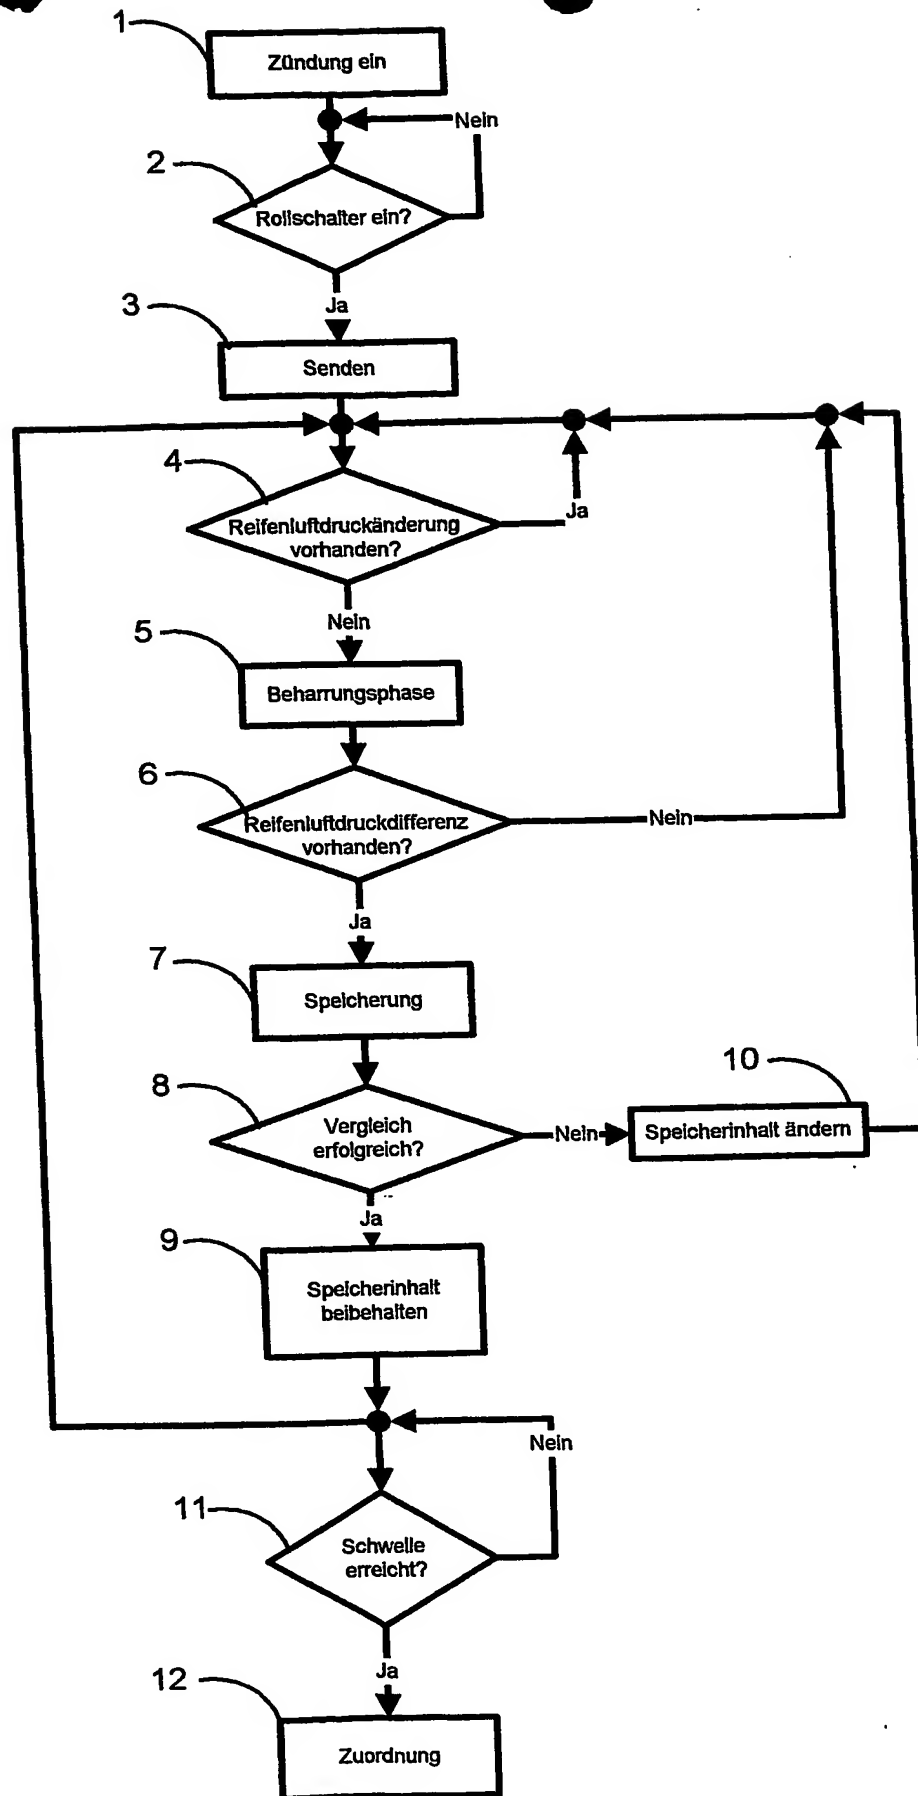 1
Zündung ein
Nein
2
Rollschalter ein?
Ja
3
Senden
4
Reifenluftdruckänderung
vorhanden?
Ja
Nein
5
Beharrungsphase
6
Reifenluftdruckdifferenz
vorhanden?
Nein
Ja
7
Speicherung
8
Vergleich
erfolgreich?
Nein
10
Speicherinhalt ändern
Ja
9
Speicherinhalt
beibehalten
Nein
11
Schwelle
erreicht?
Ja
12
Zuordnung